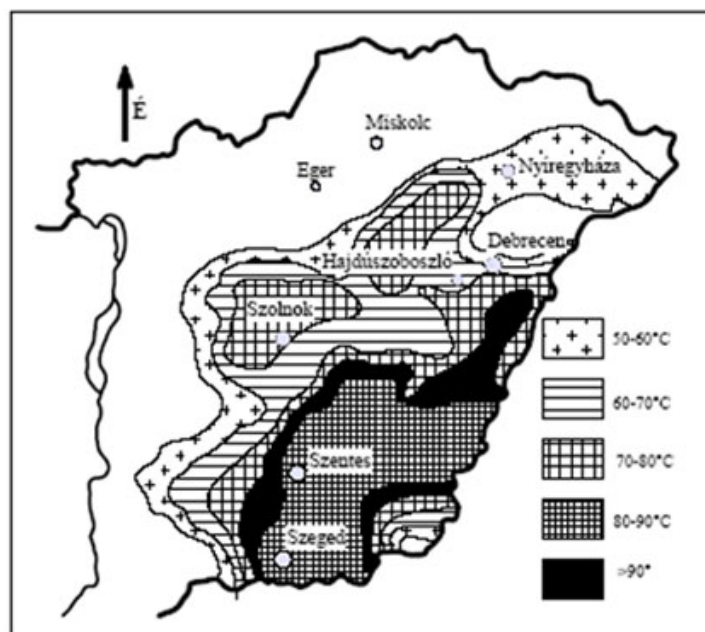 É
Miskolc
Eger
Nyíregyháza
Debrecen
Hajdúszoboszló
Szolnok
50-60°C
60-70°C
70-80°C
Szentes
80-90°C
Szeged
>90°